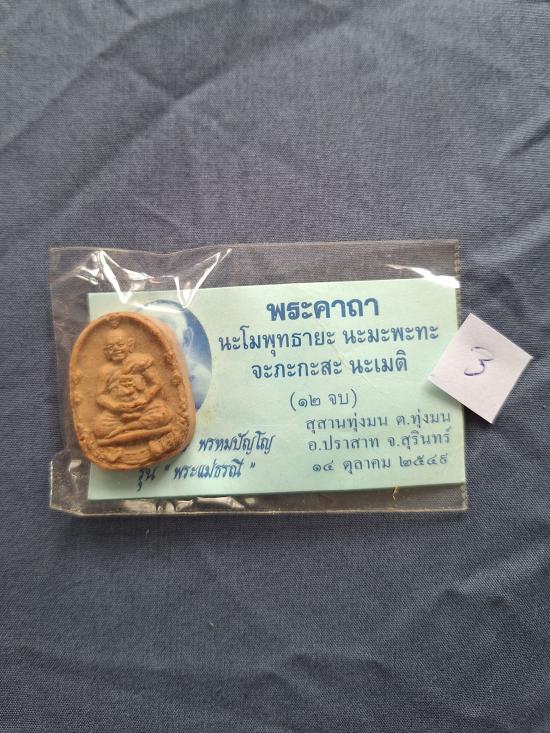 พระคาถา
นะโมพุทธายะ นะมะพะทะ
จะภะกะสะ นะเมติ
(๑๒ จบ)
สุสานทุ่งมน ต.ทุ่งมน
อ.ปราสาท จ.สุรินทร์
๑๔ ตุลาคม ๒๕๔๙
พรหมปัญโญ
รุ่น " พระแม่ธรณี "
3